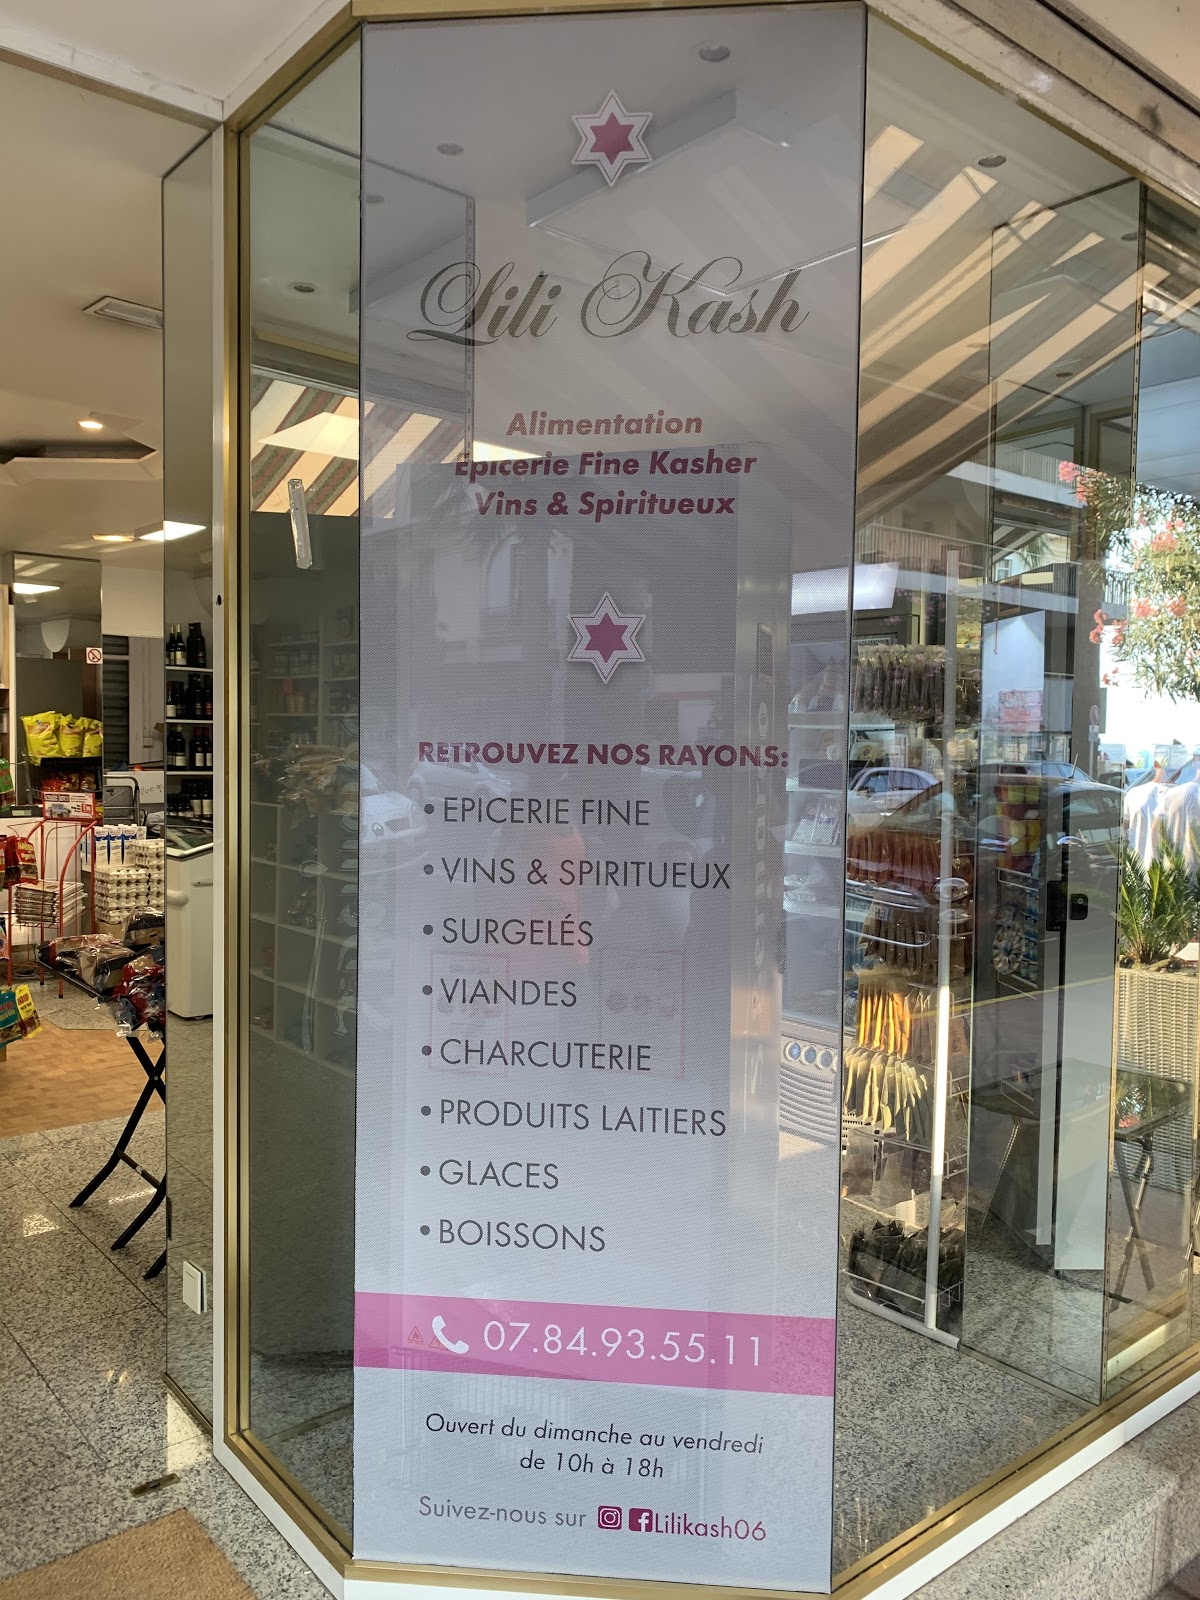 Lili Kash
Alimentation
Epicerie Fine Kasher
Vins & Spiritueux
RETROUVEZ NOS RAYONS:
• EPICERIE FINE
• VINS & SPIRITUEUX
• SURGELÉS
• VIANDES
• CHARCUTERIE
• PRODUITS LAITIERS
• GLACES
• BOISSONS
07.84.93.55.11
Ouvert du dimanche au vendredi
de 10h à 18h
Suivez-nous sur Lilikash06